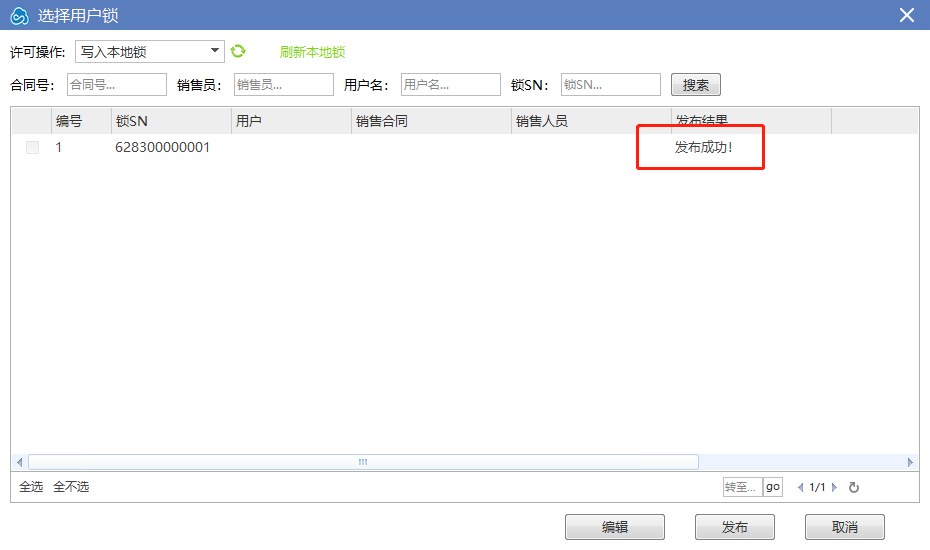 选择用户锁
许可操作: 写入本地锁 刷新本地锁
合同号: 合同号... 销售员: 销售员... 用户名: 用户名... 锁SN: 锁SN... 搜索
编号 锁SN 用户 销售合同 销售人员 发布结果
1 628300000001 发布成功!
全选 全不选 转至... go 1/1
编辑 发布 取消